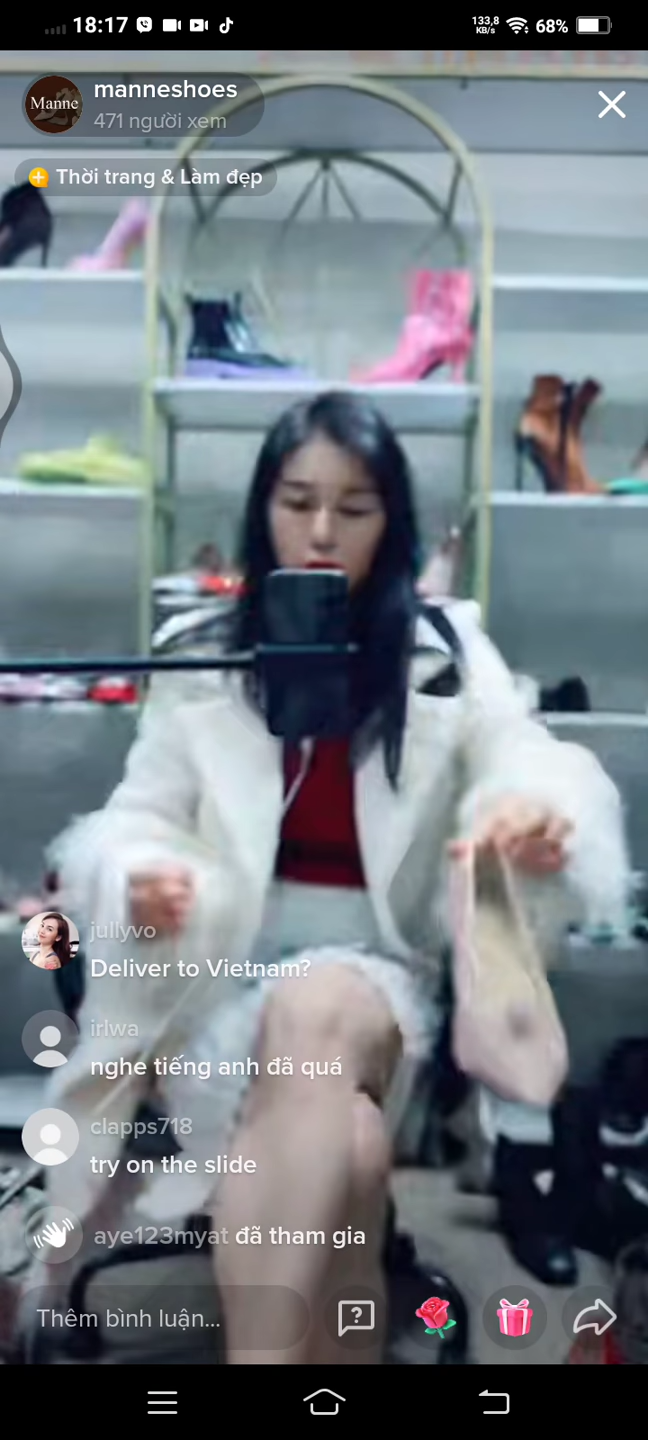 18:17
133,8
KB/s
68%
Manne
manneshoes
471 người xem
Thời trang & Làm đẹp
jullyvo
Deliver to Vietnam?
irlwa
nghe tiếng anh đã quá
clapps718
try on the slide
aye123myat đã tham gia
Thêm bình luận...